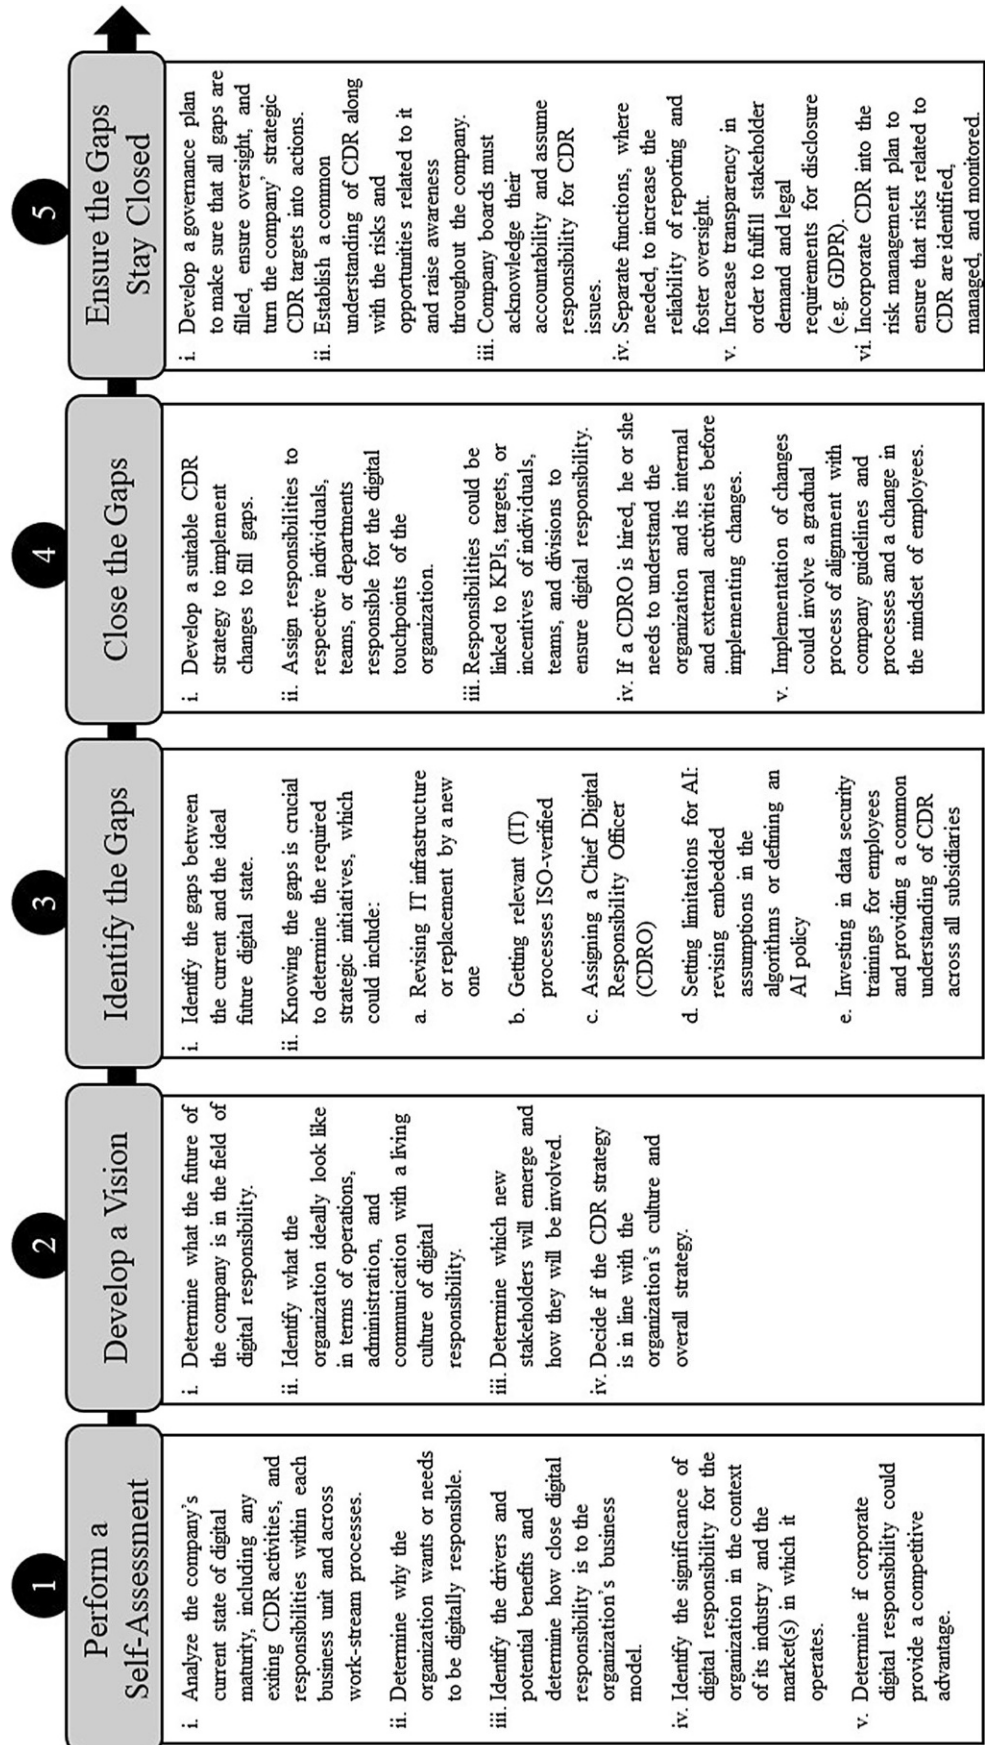 1
Perform a
Self-Assessment
i. Analyze the company's
current state of digital
maturity, including any
exiting CDR activities, and
responsibilities within each
business unit and across
work-stream processes.
ii. Determine why the
organization wants or needs
to be digitally responsible.
iii. Identify the drivers and
potential benefits and
determine how close digital
responsibility is to the
organization's business
model.
iv. Identify the significance of
digital responsibility for the
organization in the context
of its industry and the
market(s) in which it
operates.
v. Determine if corporate
digital responsibility could
provide a competitive
advantage.
2
Develop a Vision
i. Determine what the future of
the company is in the field of
digital responsibility.
ii. Identify what the
organization ideally look like
in terms of operations,
administration, and
communication with a living
culture of digital
responsibility.
iii. Determine which new
stakeholders will emerge and
how they will be involved.
iv. Decide if the CDR strategy
is in line with the
organization's culture and
overall strategy.
3
Identify the Gaps
i. Identify the gaps between
the current and the ideal
future digital state.
ii. Knowing the gaps is crucial
to determine the required
strategic initiatives, which
could include:
a. Revising IT infrastructure
or replacement by a new
one
b. Getting relevant (IT)
processes ISO-verified
c. Assigning a Chief Digital
Responsibility Officer
(CDRO)
d. Setting limitations for AI:
revising embedded
assumptions in the
algorithms or defining an
AI policy
e. Investing in data security
trainings for employees
and providing a common
understanding of CDR
across all subsidiaries
4
Close the Gaps
i. Develop a suitable CDR
strategy to implement
changes to fill gaps.
ii. Assign responsibilities to
respective individuals,
teams, or departments
responsible for the digital
touchpoints of the
organization.
iii. Responsibilities could be
linked to KPIs, targets, or
incentives of individuals,
teams, and divisions to
ensure digital responsibility.
iv. If a CDRO is hired, he or she
needs to understand the
organization and its internal
and external activities before
implementing changes.
v. Implementation of changes
could involve a gradual
process of alignment with
company guidelines and
processes and a change in
the mindset of employees.
5
Ensure the Gaps
Stay Closed
i. Develop a governance plan
to make sure that all gaps are
filled, ensure oversight, and
turn the company' strategic
CDR targets into actions.
ii. Establish a common
understanding of CDR along
with the risks and
opportunities related to it
and raise awareness
throughout the company.
iii. Company boards must
acknowledge their
accountability and assume
responsibility for CDR
issues.
iv. Separate functions, where
needed, to increase the
reliability of reporting and
foster oversight.
v. Increase transparency in
order to fulfill stakeholder
demand and legal
requirements for disclosure
(e.g. GDPR).
vi. Incorporate CDR into the
risk management plan to
ensure that risks related to
CDR are identified,
managed, and monitored.